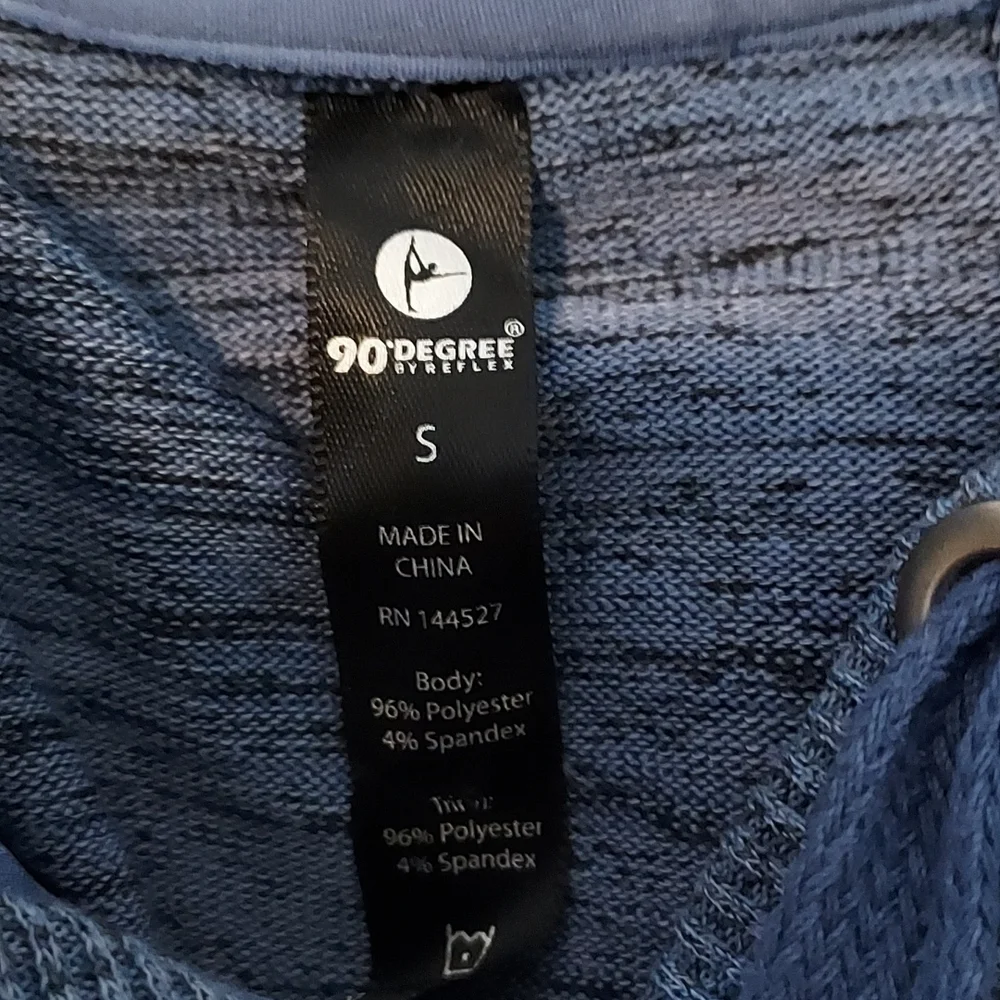 90°DEGREE®
BY REFLEX
S
MADE IN
CHINA
RN 144527
Body:
96% Polyester
4% Spandex
96% Polyester
4% Spandex